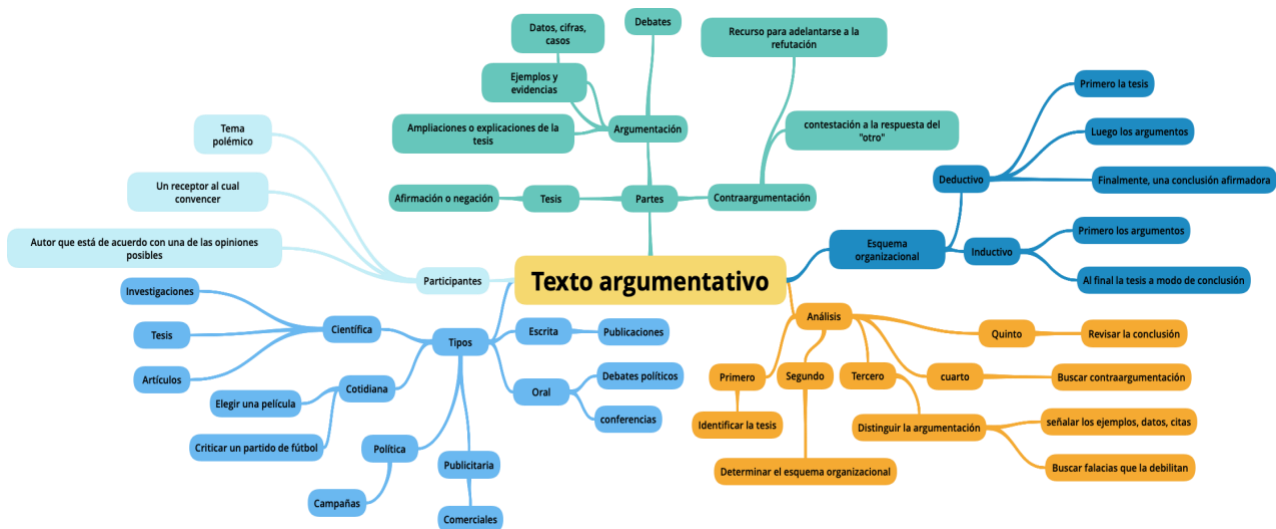 Texto argumentativo
Participantes
Tema
polémico
Un receptor al cual
convencer
Autor que está de acuerdo con una de las opiniones
posibles
Partes
Tesis
Afirmación o negación
Argumentación
Datos, cifras,
casos
Ejemplos y
evidencias
Ampliaciones o explicaciones de la
tesis
Debates
Contraargumentación
Recurso para adelantarse a la
refutación
contestación a la respuesta del
"otro"
Esquema
organizacional
Deductivo
Primero la tesis
Luego los argumentos
Finalmente, una conclusión afirmadora
Inductivo
Primero los argumentos
Al final la tesis a modo de conclusión
Tipos
Científica
Investigaciones
Tesis
Artículos
Cotidiana
Elegir una película
Criticar un partido de fútbol
Política
Campañas
Publicitaria
Comerciales
Escrita
Publicaciones
Oral
Debates políticos
conferencias
Análisis
Primero
Identificar la tesis
Segundo
Determinar el esquema organizacional
Tercero
Distinguir la argumentación
señalar los ejemplos, datos, citas
Buscar falacias que la debilitan
cuarto
Buscar contraargumentación
Quinto
Revisar la conclusión